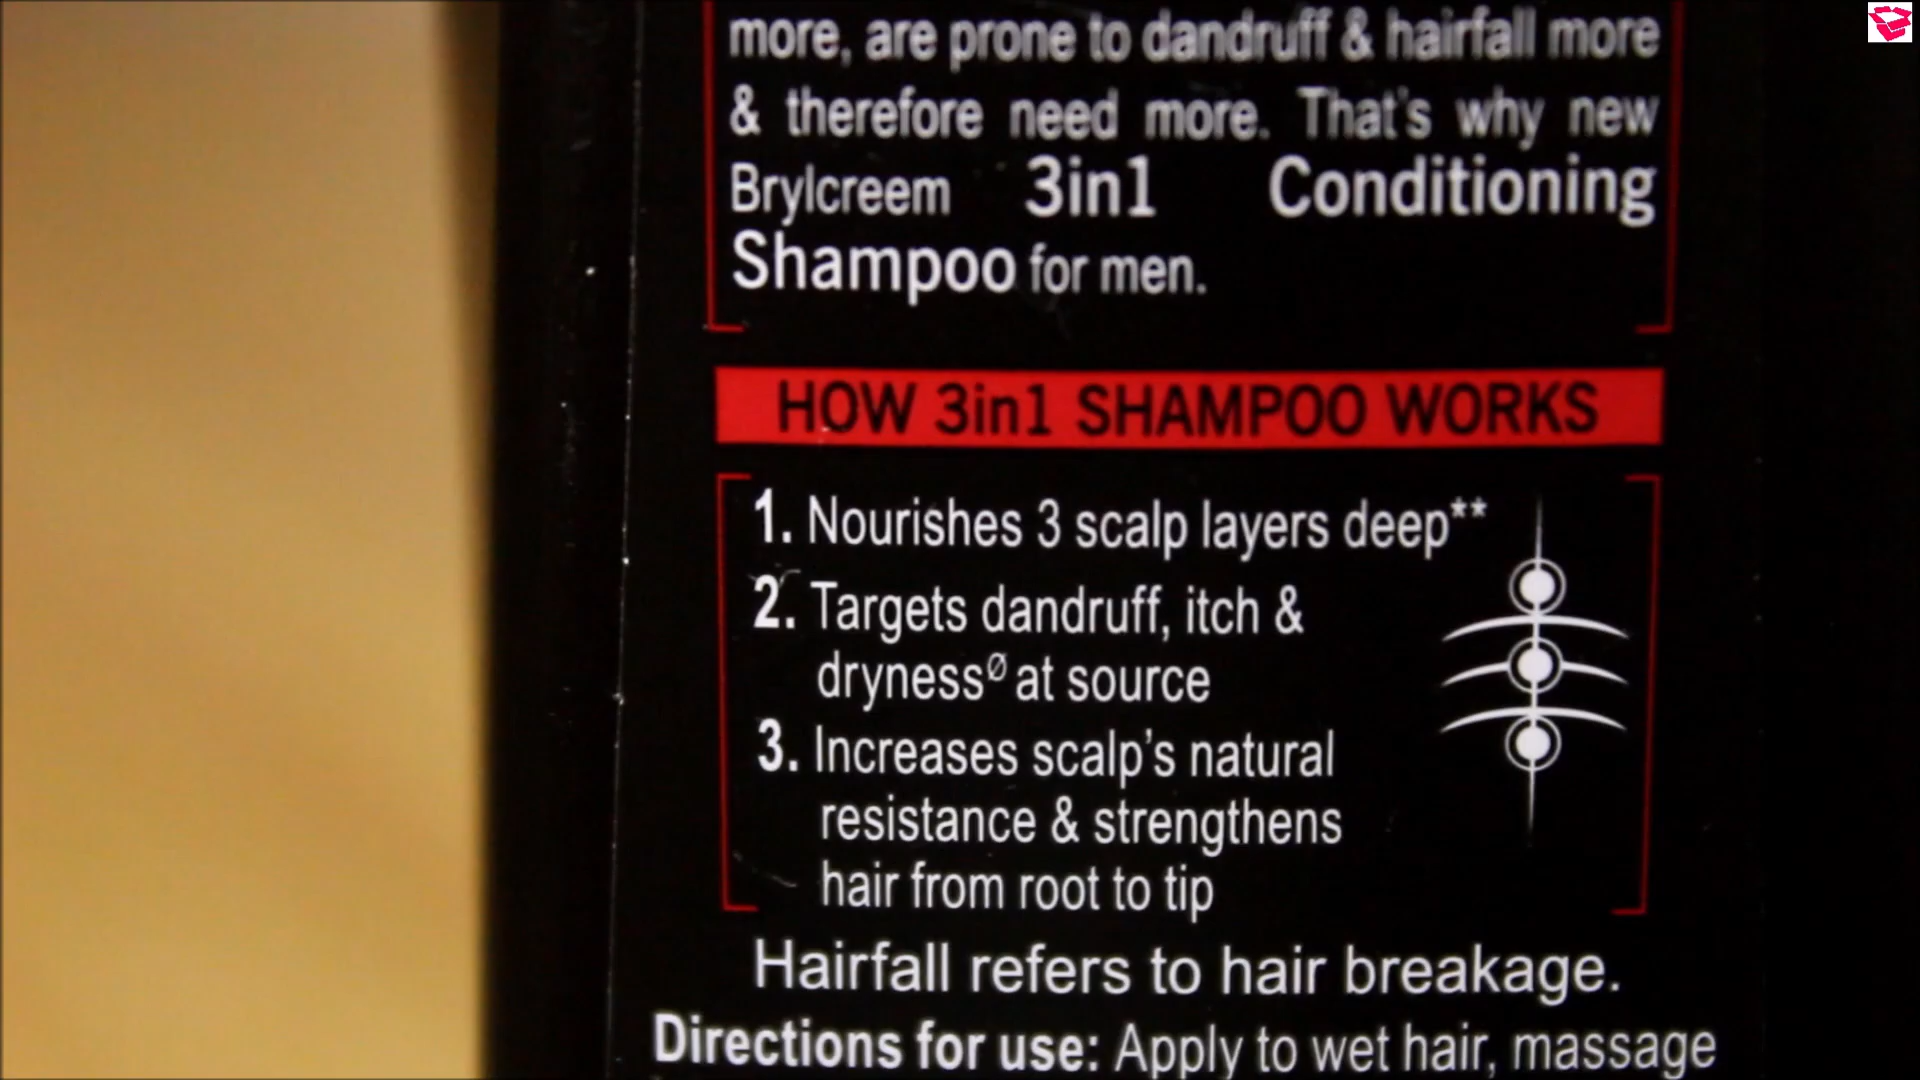 more, are prone to dandruff & hairfall more
& therefore need more. That's why new
Brylcreem 3in1 Conditioning
Shampoo for men.
HOW 3in1 SHAMPOO WORKS
1. Nourishes 3 scalp layers deep**
2. Targets dandruff, itch &
drynessø at source
3. Increases scalp's natural
resistance & strengthens
hair from root to tip
Hairfall refers to hair breakage.
Directions for use: Apply to wet hair, massage